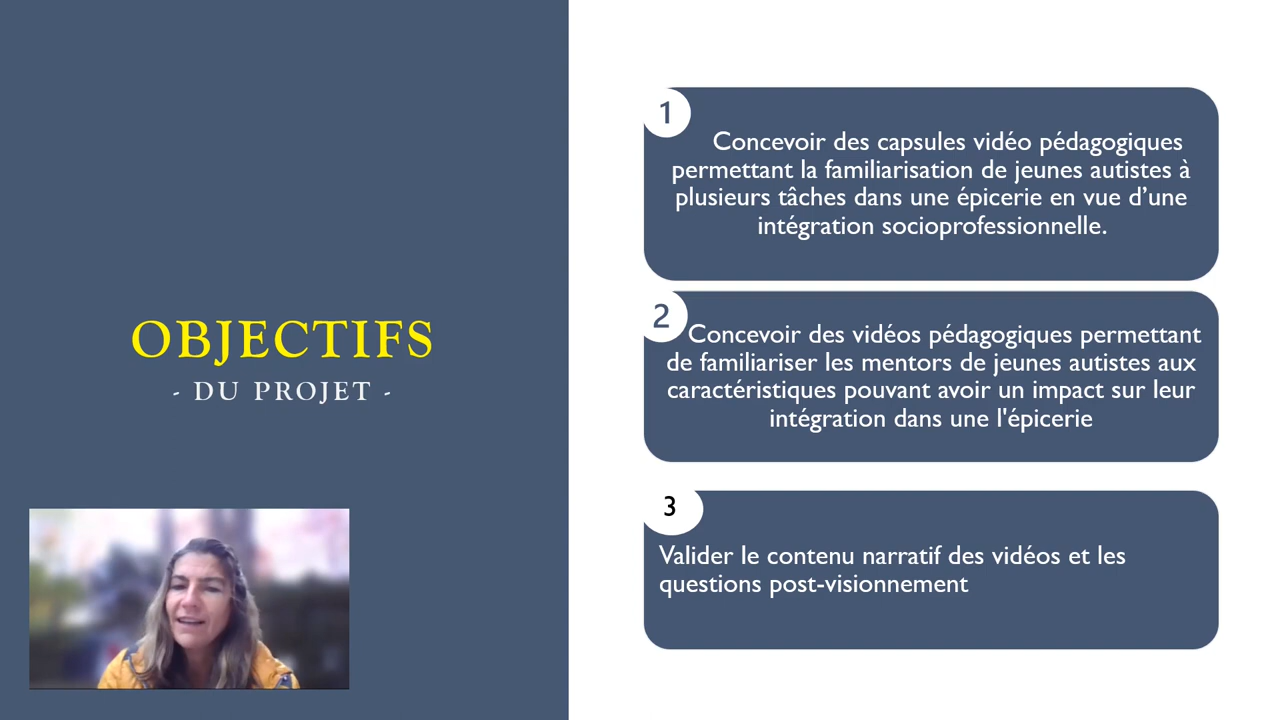 OBJECTIFS
- DU PROJET -
1
Concevoir des capsules vidéo pédagogiques
permettant la familiarisation de jeunes autistes à
plusieurs tâches dans une épicerie en vue d’une
intégration socioprofessionnelle.
2
Concevoir des vidéos pédagogiques permettant
de familiariser les mentors de jeunes autistes aux
caractéristiques pouvant avoir un impact sur leur
intégration dans une l'épicerie
3
Valider le contenu narratif des vidéos et les
questions post-visionnement